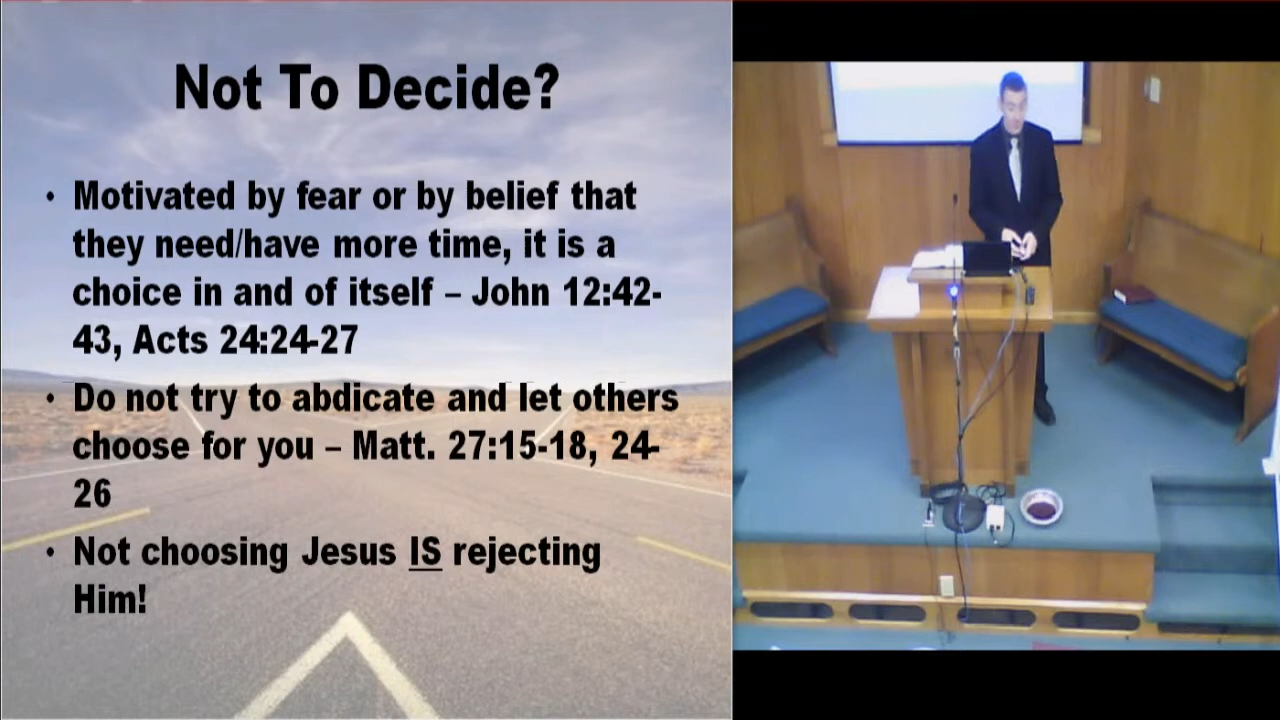 Not To Decide?
• Motivated by fear or by belief that
they need/have more time, it is a
choice in and of itself – John 12:42-
43, Acts 24:24-27
• Do not try to abdicate and let others
choose for you – Matt. 27:15-18, 24-
26
• Not choosing Jesus IS rejecting
Him!